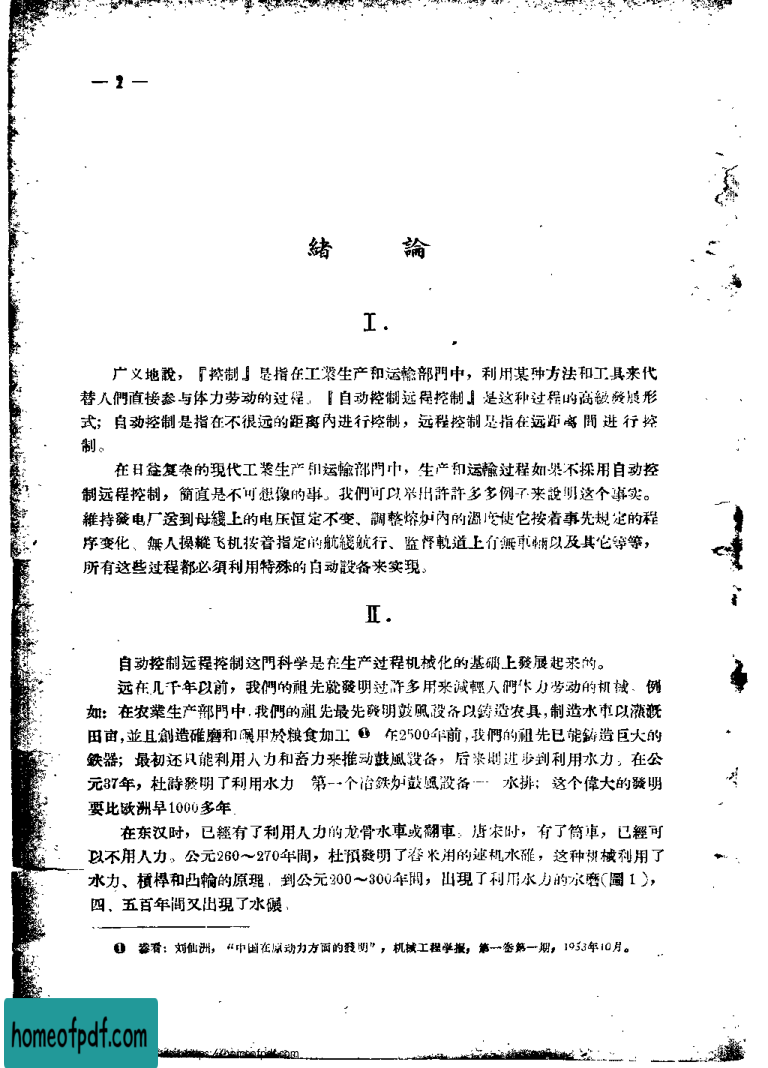 — 2 —
緒 論
I.
广义地說，『控制』是指在工業生产和运輸部門中，利用某种方法和工具来代
替人們直接参与体力劳动的过程。『自动控制远程控制』是这种过程的高級發展形
式；自动控制是指在不很远的距离内进行控制，远程控制是指在远距离間进行控
制。
在日益复杂的現代工業生产和运輸部門中，生产和运輸过程如果不採用自动控
制远程控制，簡直是不可想像的事。我們可以举出許許多多例子来說明这个事实。
維持發电厂送到母綫上的电压恒定不变、調整熔炉内的溫度使它按着事先規定的程
序变化、無人操縱飞机按着指定的航綫航行、監督軌道上有無車輛以及其它等等，
所有这些过程都必須利用特殊的自动設备来实現。
II.
自动控制远程控制这門科学是在生产过程机械化的基础上發展起来的。
远在几千年以前，我們的祖先就發明过許多用来減輕人們体力劳动的机械。例
如：在农業生产部門中，我們的祖先最先發明鼓風設备以鑄造农具，制造水車以灌漑
田亩，並且創造碓磨和碾用於粮食加工❶ 在2500年前，我們的祖先已能鑄造巨大的
鉄器；最初还只能利用人力和畜力来推动鼓風設备，后来則进步到利用水力。在公
元37年，杜詩發明了利用水力 第一个冶鉄炉鼓風設备—— 水排；这个偉大的發明
要比欧洲早1000多年
在东汉时，已經有了利用人力的龙骨水車或翻車。唐宋时，有了筒車，已經可
以不用人力。公元260～270年間，杜預發明了舂米用的連机水碓，这种机械利用了
水力、槓桿和凸輪的原理。到公元200～300年間，出現了利用水力的水磨（圖1），
四、五百年間又出現了水碾。
❶ 參看：刘仙洲，“中国在原动力方面的發明”，机械工程学报，第一卷第一期，1953年10月。
homeofpdf.com
https://homeofpdf.com